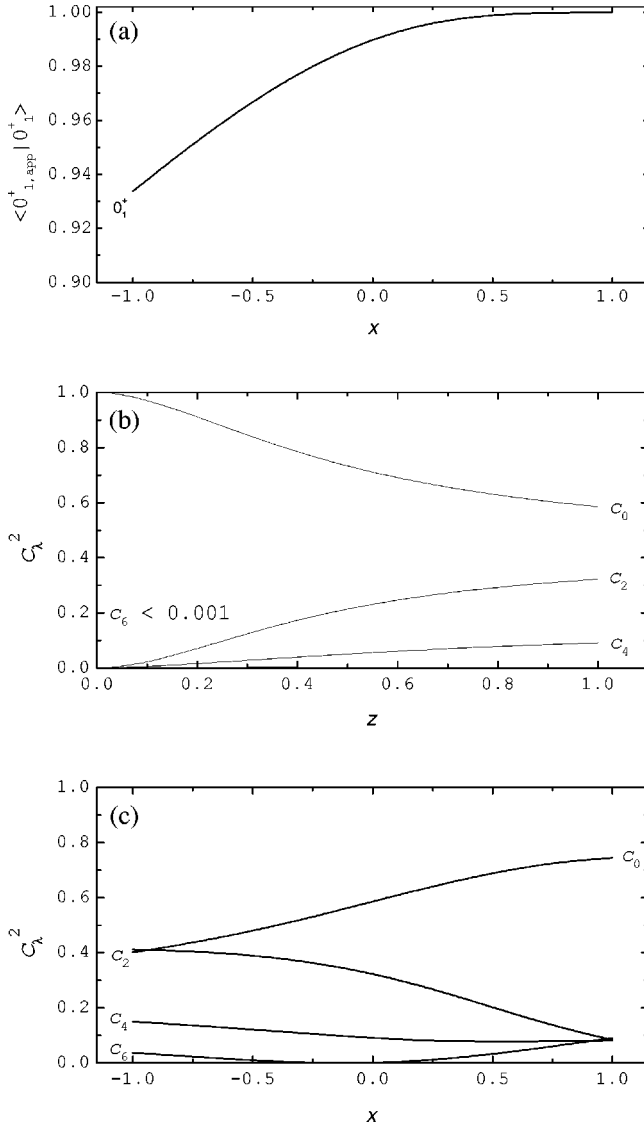 (a)
1.00
0.98
0.96
0.94
0.92
0.90
<0⁺₁,app|0⁺₁>
0⁺₁
−1.0 −0.5 0.0 0.5 1.0
x
(b)
1.0
0.8
0.6
0.4
0.2
0.0
C_λ²
C₀
C₂
C₆ < 0.001
C₄
0.0 0.2 0.4 0.6 0.8 1.0
z
(c)
1.0
0.8
0.6
0.4
0.2
0.0
C_λ²
C₀
C₂
C₄
C₆
−1.0 −0.5 0.0 0.5 1.0
x